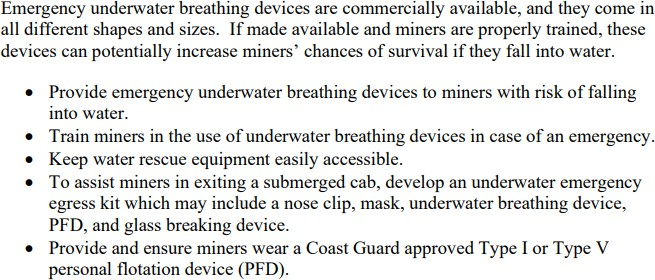 Emergency underwater breathing devices are commercially available, and they come in
all different shapes and sizes.  If made available and miners are properly trained, these
devices can potentially increase miners’ chances of survival if they fall into water.
• Provide emergency underwater breathing devices to miners with risk of falling
into water.
• Train miners in the use of underwater breathing devices in case of an emergency.
• Keep water rescue equipment easily accessible.
• To assist miners in exiting a submerged cab, develop an underwater emergency
egress kit which may include a nose clip, mask, underwater breathing device,
PFD, and glass breaking device.
• Provide and ensure miners wear a Coast Guard approved Type I or Type V
personal flotation device (PFD).